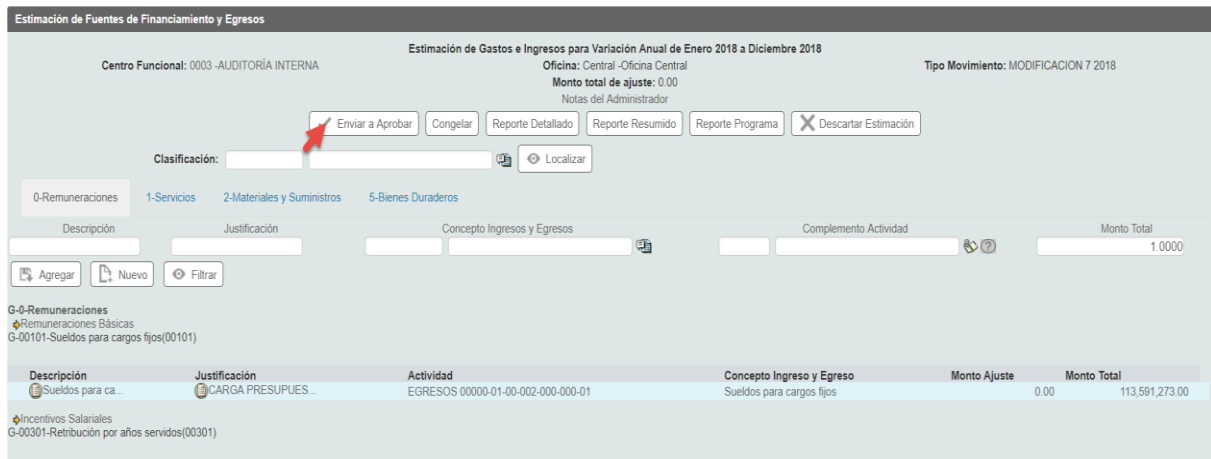 Estimación de Fuentes de Financiamiento y Egresos
Estimación de Gastos e Ingresos para Variación Anual de Enero 2018 a Diciembre 2018
Centro Funcional: 0003 -AUDITORÍA INTERNA Oficina: Central -Oficina Central Tipo Movimiento: MODIFICACION 7 2018
Monto total de ajuste: 0.00
Notas del Administrador
Enviar a Aprobar Congelar Reporte Detallado Reporte Resumido Reporte Programa Descartar Estimación
Clasificación: Localizar
0-Remuneraciones 1-Servicios 2-Materiales y Suministros 5-Bienes Duraderos
Descripción Justificación Concepto Ingresos y Egresos Complemento Actividad Monto Total
1.0000
Agregar Nuevo Filtrar
G-0-Remuneraciones
Remuneraciones Básicas
G-00101-Sueldos para cargos fijos(00101)
Descripción Justificación Actividad Concepto Ingreso y Egreso Monto Ajuste Monto Total
Sueldos para ca... CARGA PRESUPUES... EGRESOS 00000-01-00-002-000-000-01 Sueldos para cargos fijos 0.00 113,591,273.00
Incentivos Salariales
G-00301-Retribución por años servidos(00301)